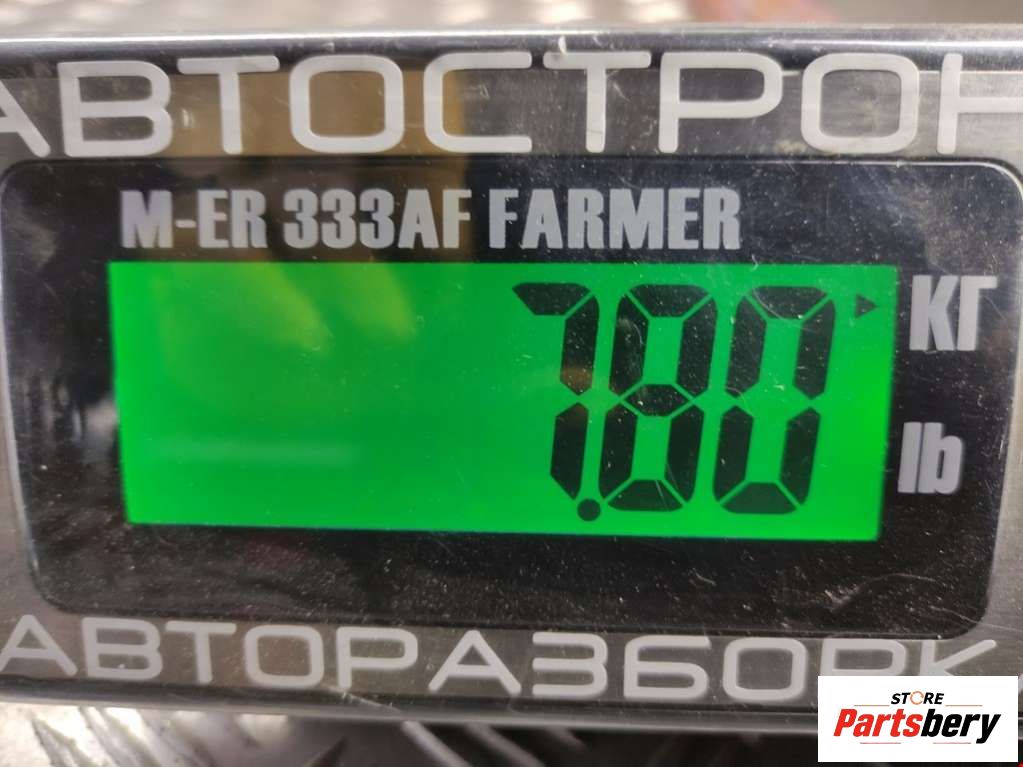 АВТОСТРОН
M-ER 333AF FARMER
7.80
КГ
lb
АВТОРАЗБОРК
STORE
Partsbery